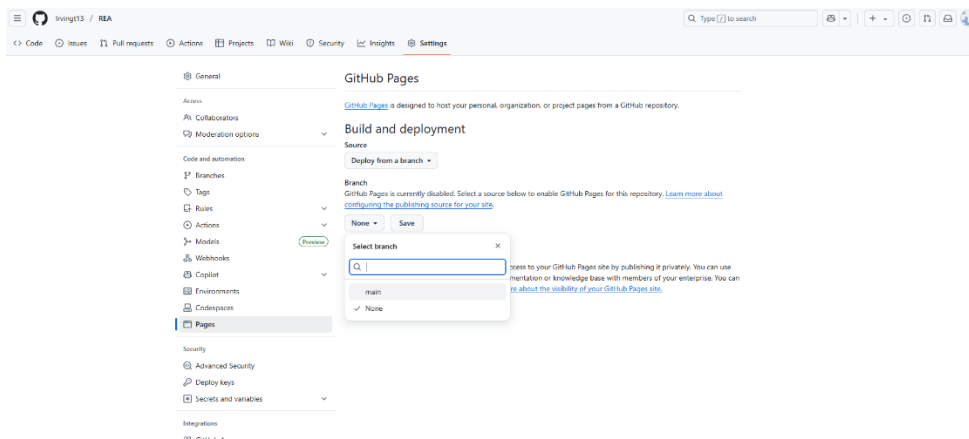 Irvingt13 / REA
Type / to search
Code Issues Pull requests Actions Projects Wiki Security Insights Settings
General
Access
Collaborators
Moderation options
Code and automation
Branches
Tags
Rules
Actions
Models Preview
Webhooks
Copilot
Environments
Codespaces
Pages
Security
Advanced Security
Deploy keys
Secrets and variables
Integrations
GitHub Pages
GitHub Pages is designed to host your personal, organization, or project pages from a GitHub repository.
Build and deployment
Source
Deploy from a branch
Branch
GitHub Pages is currently disabled. Select a source below to enable GitHub Pages for this repository. Learn more about
configuring the publishing source for your site.
None Save
Select branch
main
None
access to your GitHub Pages site by publishing it privately. You can use
mentation or knowledge base with members of your enterprise. You can
re about the visibility of your GitHub Pages site.